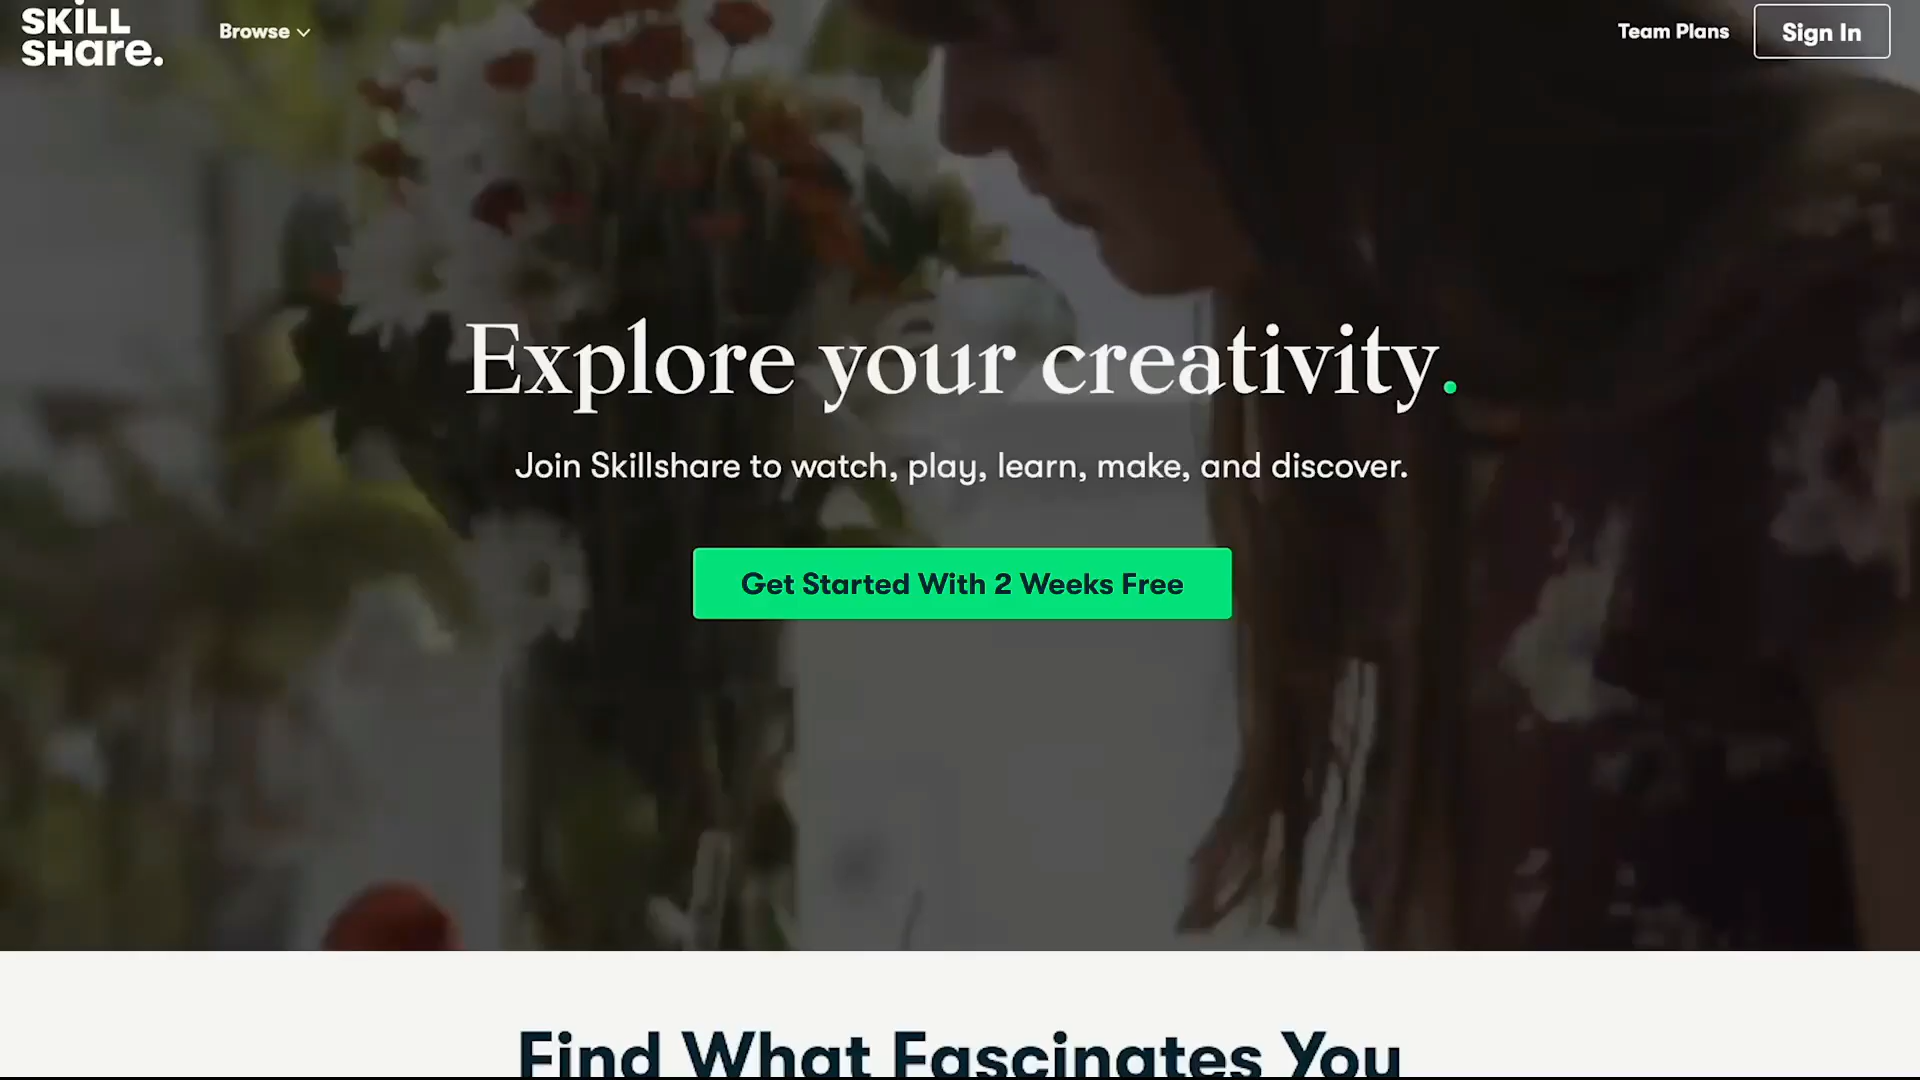 SKiLL
SHare.
Browse
Team Plans
Sign In
Explore your creativity.
Join Skillshare to watch, play, learn, make, and discover.
Get Started With 2 Weeks Free
Find What Fascinates You